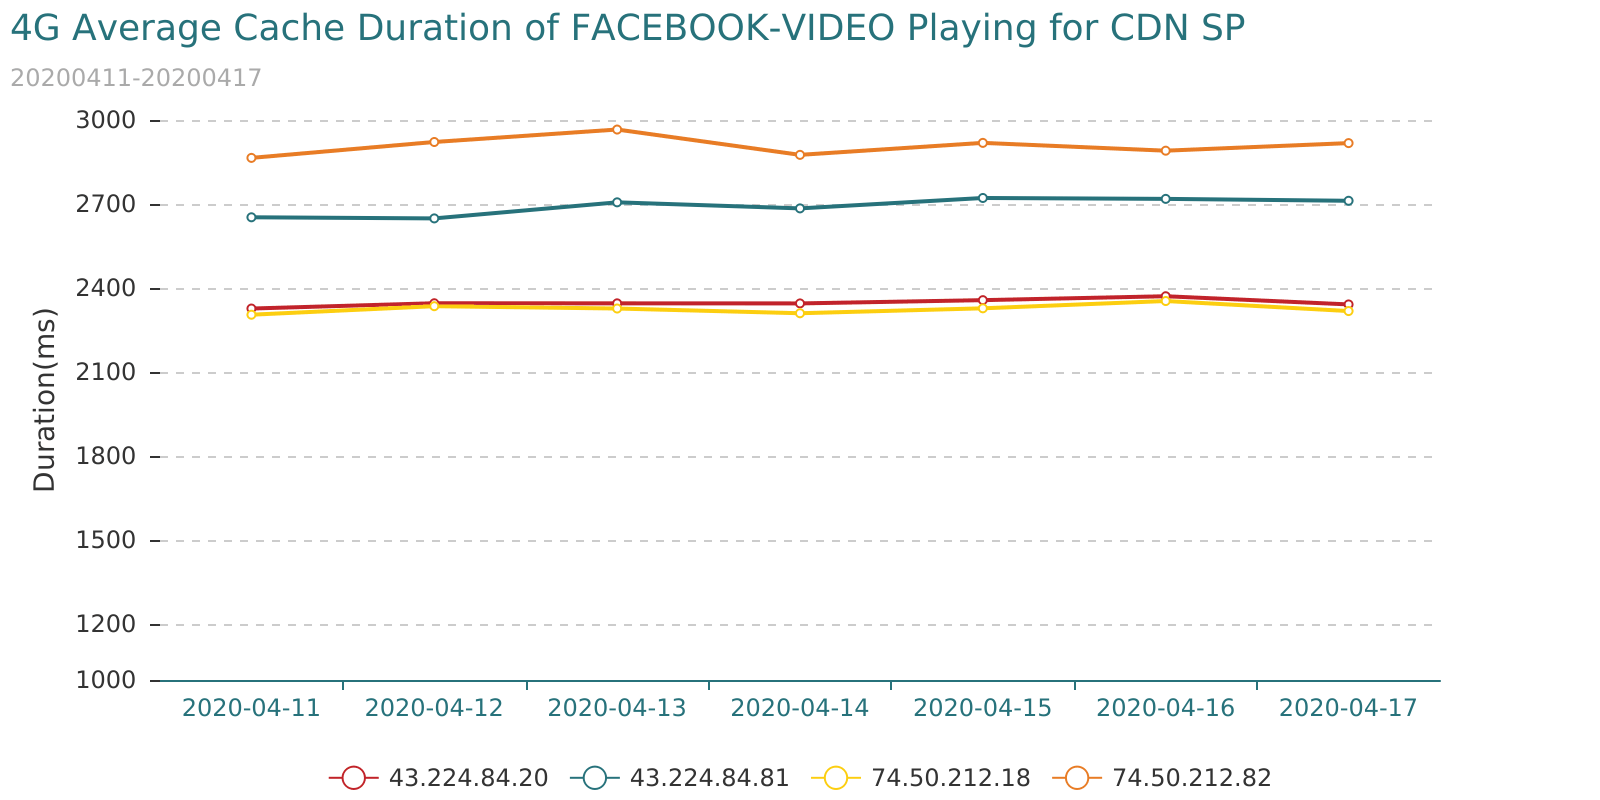 4G Average Cache Duration of FACEBOOK-VIDEO Playing for CDN SP
20200411-20200417
Duration(ms)
3000
2700
2400
2100
1800
1500
1200
1000
2020-04-11 2020-04-12 2020-04-13 2020-04-14 2020-04-15 2020-04-16 2020-04-17
43.224.84.20 43.224.84.81 74.50.212.18 74.50.212.82